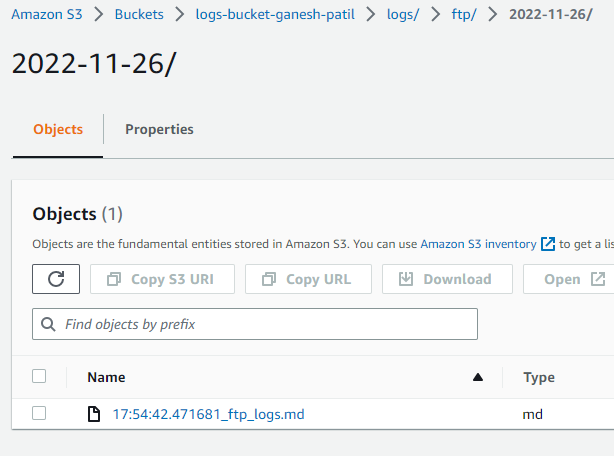 Amazon S3 > Buckets > logs-bucket-ganesh-patil > logs/ > ftp/ > 2022-11-26/
2022-11-26/
Objects Properties
Objects (1)
Objects are the fundamental entities stored in Amazon S3. You can use Amazon S3 inventory to get a lis
Copy S3 URI Copy URL Download Open
Find objects by prefix
Name Type
17:54:42.471681_ftp_logs.md md